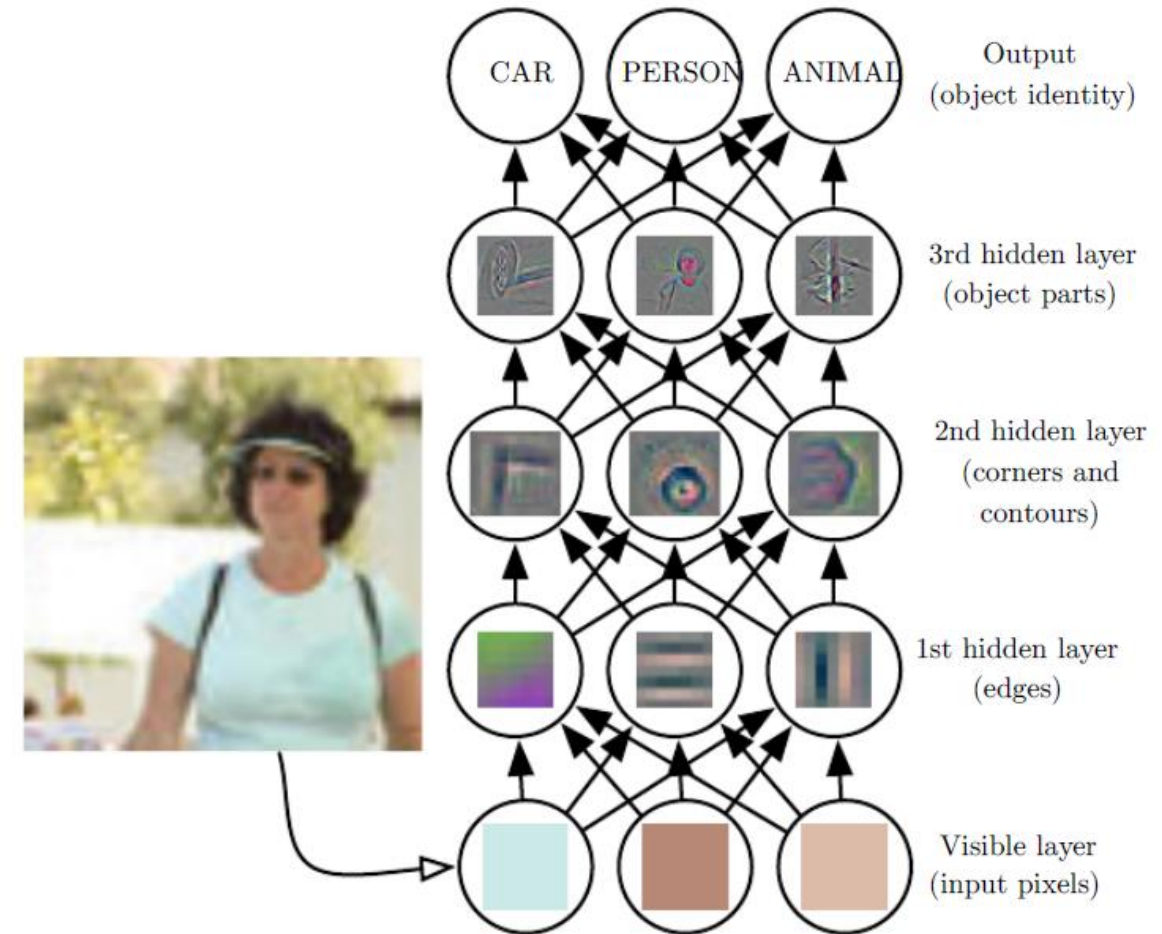 CAR PERSON ANIMAL
Output
(object identity)
3rd hidden layer
(object parts)
2nd hidden layer
(corners and
contours)
1st hidden layer
(edges)
Visible layer
(input pixels)